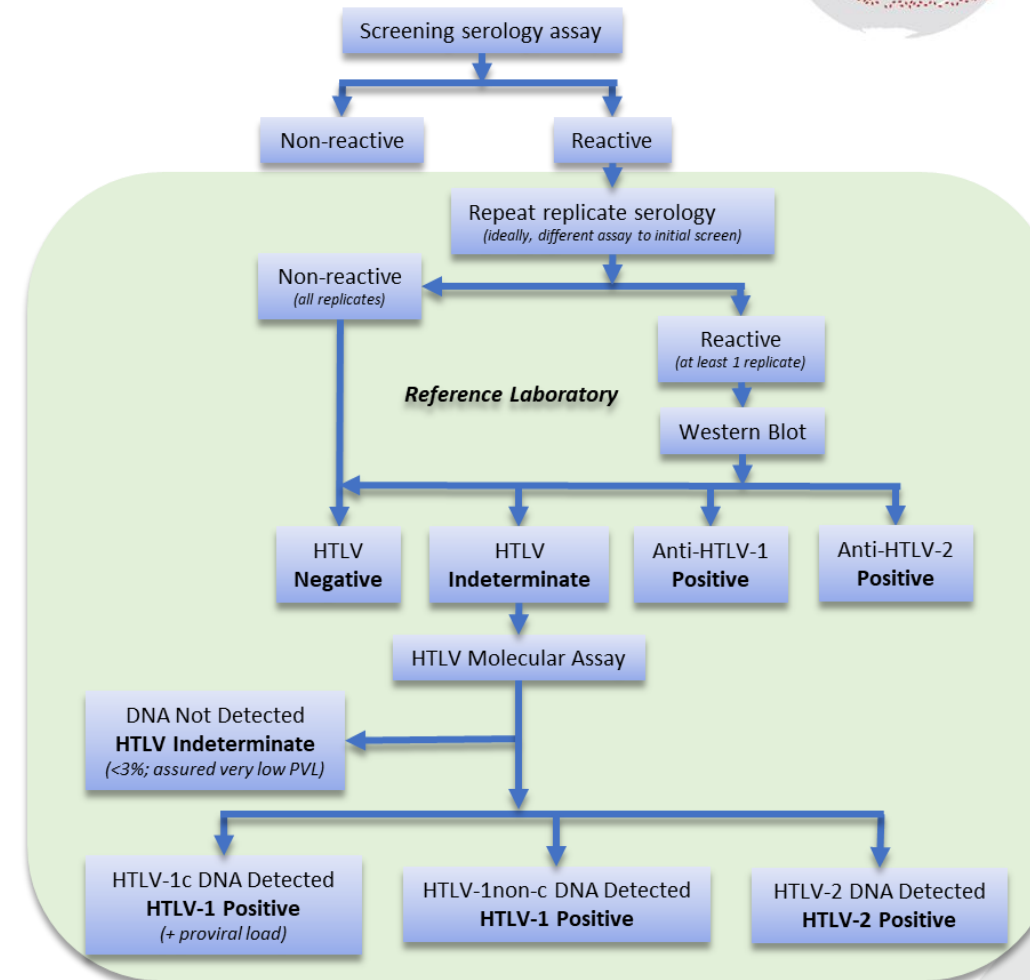 Screening serology assay
Non-reactive
Reactive
Repeat replicate serology
(ideally, different assay to initial screen)
Non-reactive
(all replicates)
Reactive
(at least 1 replicate)
Reference Laboratory
Western Blot
HTLV
Negative
HTLV
Indeterminate
Anti-HTLV-1
Positive
Anti-HTLV-2
Positive
HTLV Molecular Assay
DNA Not Detected
HTLV Indeterminate
(<3%; assured very low PVL)
HTLV-1c DNA Detected
HTLV-1 Positive
(+ proviral load)
HTLV-1non-c DNA Detected
HTLV-1 Positive
HTLV-2 DNA Detected
HTLV-2 Positive